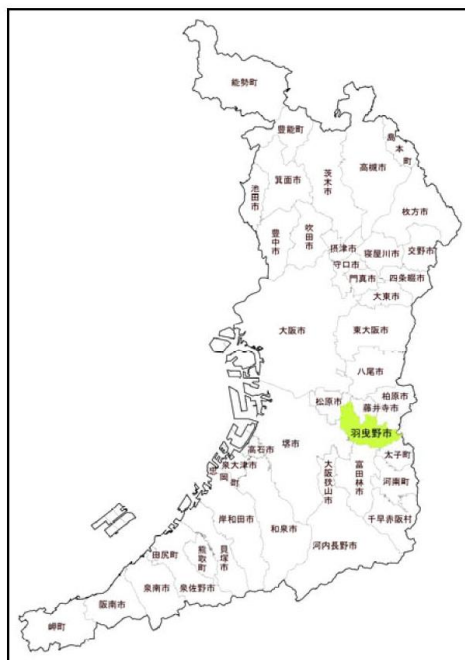 能勢町
豊能町
島本町
高槻市
茨木市
箕面市
池田市
枚方市
豊中市
吹田市
摂津市
寝屋川市
交野市
守口市
門真市
四条畷市
大東市
大阪市
東大阪市
八尾市
松原市
柏原市
藤井寺市
羽曳野市
堺市
高石市
泉大津市
忠岡町
大阪狭山市
富田林市
太子町
河南町
千早赤阪村
岸和田市
和泉市
河内長野市
田尻町
熊取町
貝塚市
泉南市
泉佐野市
阪南市
岬町